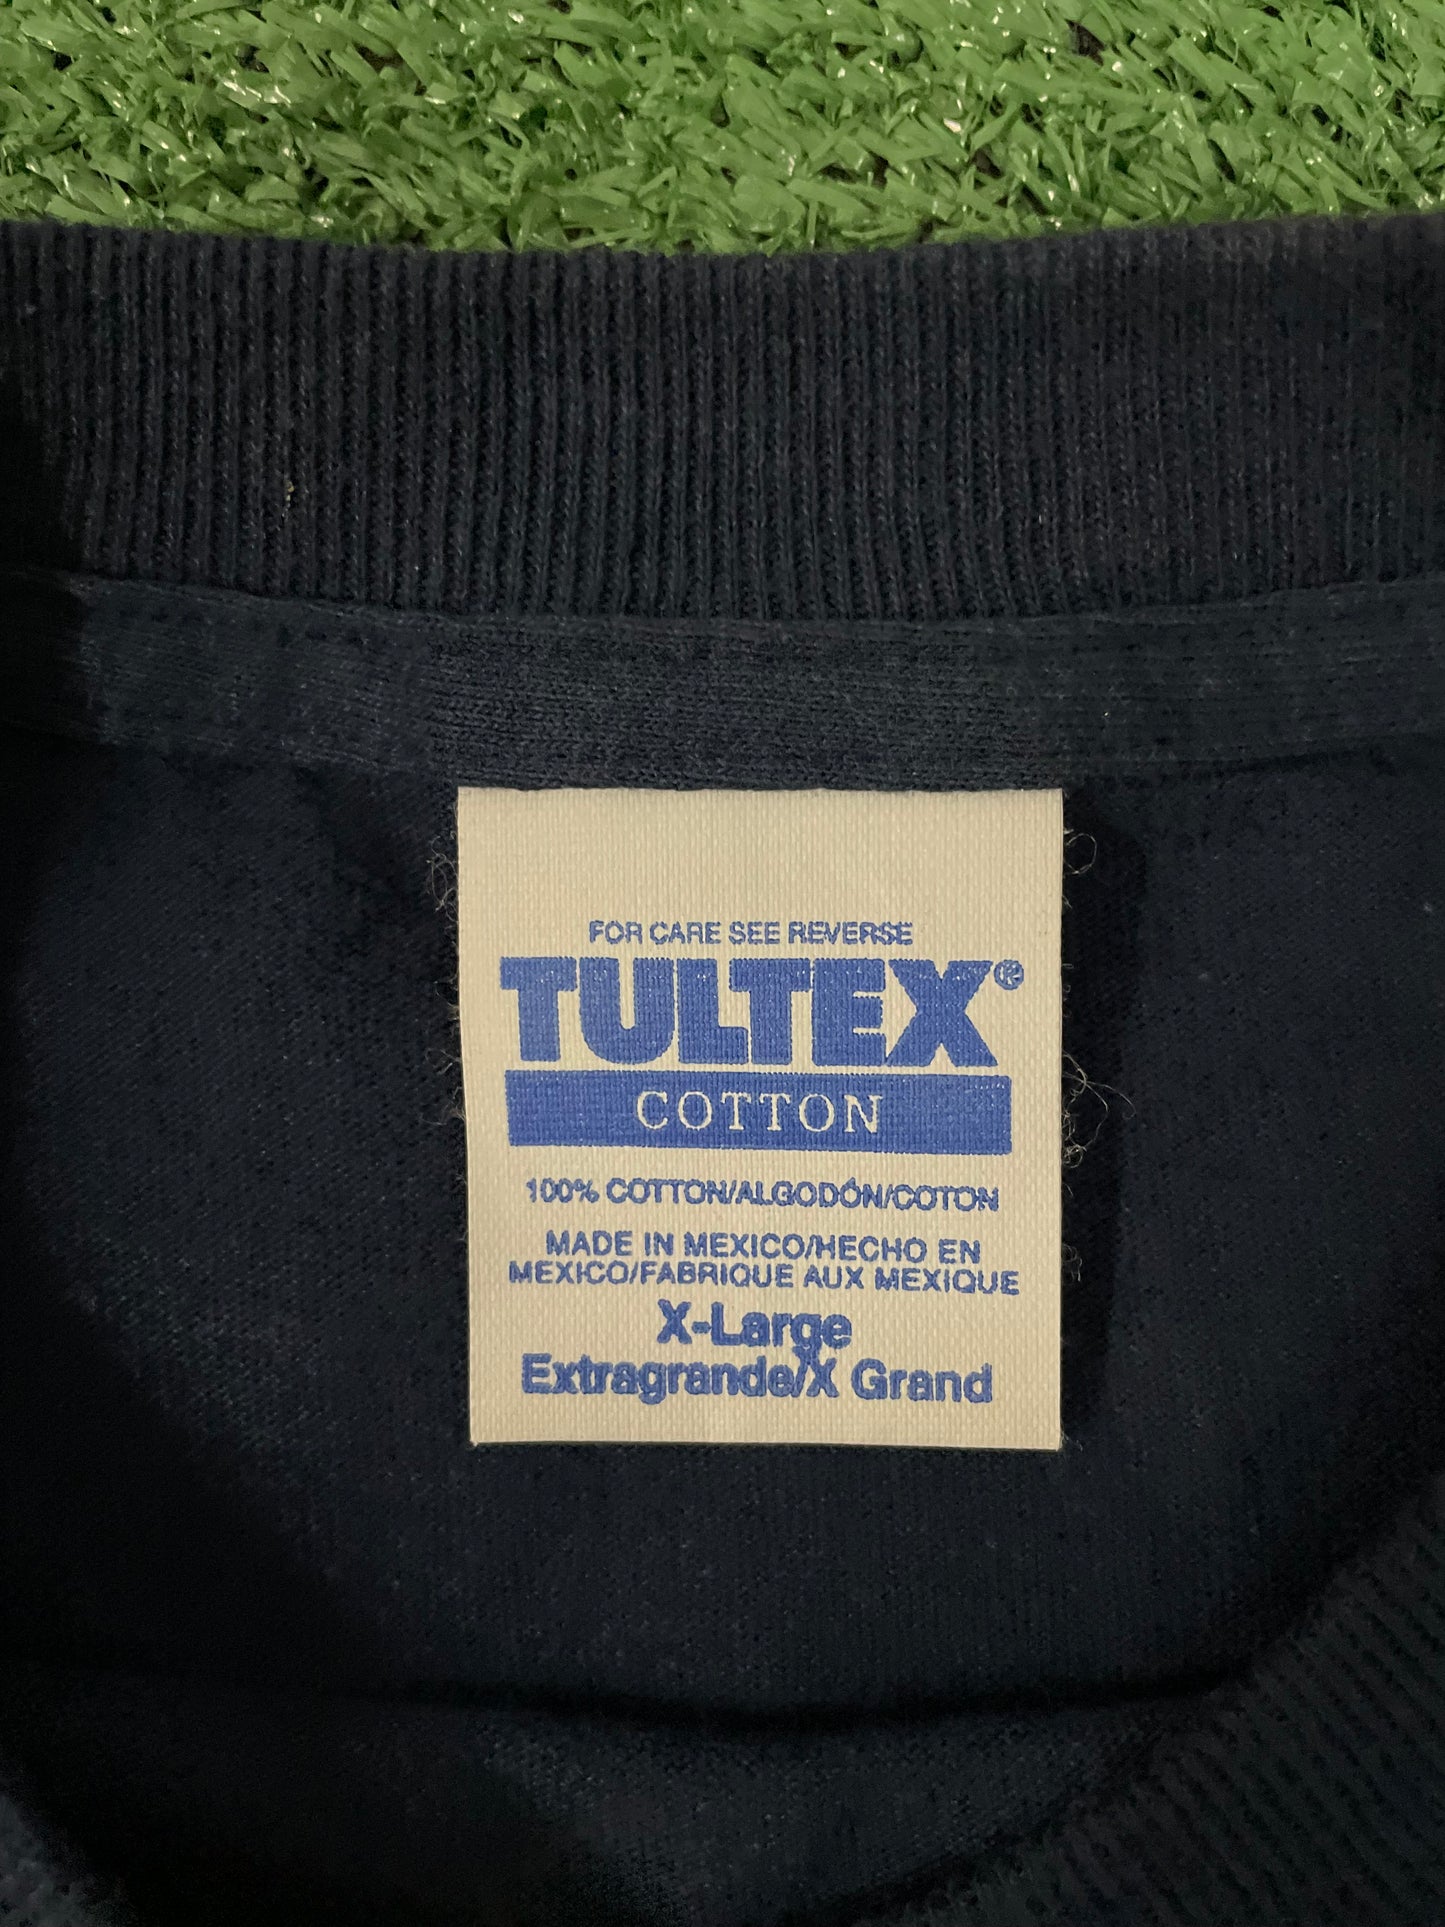 FOR CARE SEE REVERSE
TULTEX®
COTTON
100% COTTON/ALGODÓN/COTON
MADE IN MEXICO/HECHO EN
MEXICO/FABRIQUE AUX MEXIQUE
X-Large
Extragrande/X Grand